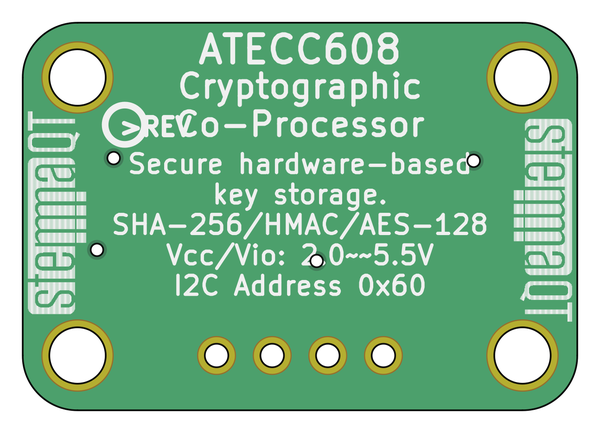 ATECC608
Cryptographic
>REV
Co-Processor
Secure hardware-based
key storage.
SHA-256/HMAC/AES-128
Vcc/Vio: 2.0~~5.5V
I2C Address 0x60
stemmaQT
stemmaQT